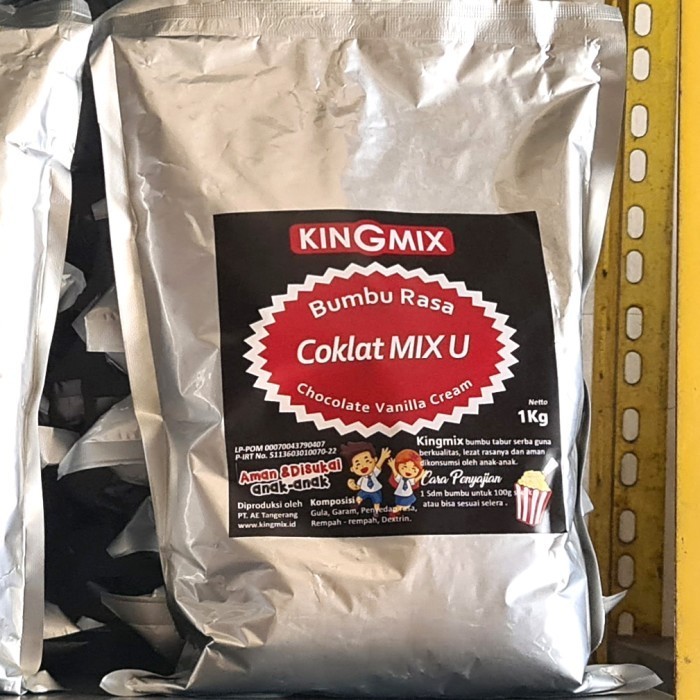 KINGMIX
Bumbu Rasa
Coklat MIX U
Chocolate Vanilla Cream
Netto
1Kg
LP-POM 00070043790407
P-IRT No. 5113603010070-22
Aman & Disukai
anak-anak
Diproduksi oleh
PT. AE Tangerang
www.kingmix.id
Komposisi
Gula, Garam, Penyedap rasa,
Rempah - rempah, Dextrin.
Kingmix bumbu tabur serba guna
berkualitas, lezat rasanya dan aman
dikonsumsi oleh anak-anak.
Cara Penyajian
1 Sdm bumbu untuk 100g
atau bisa sesuai selera .